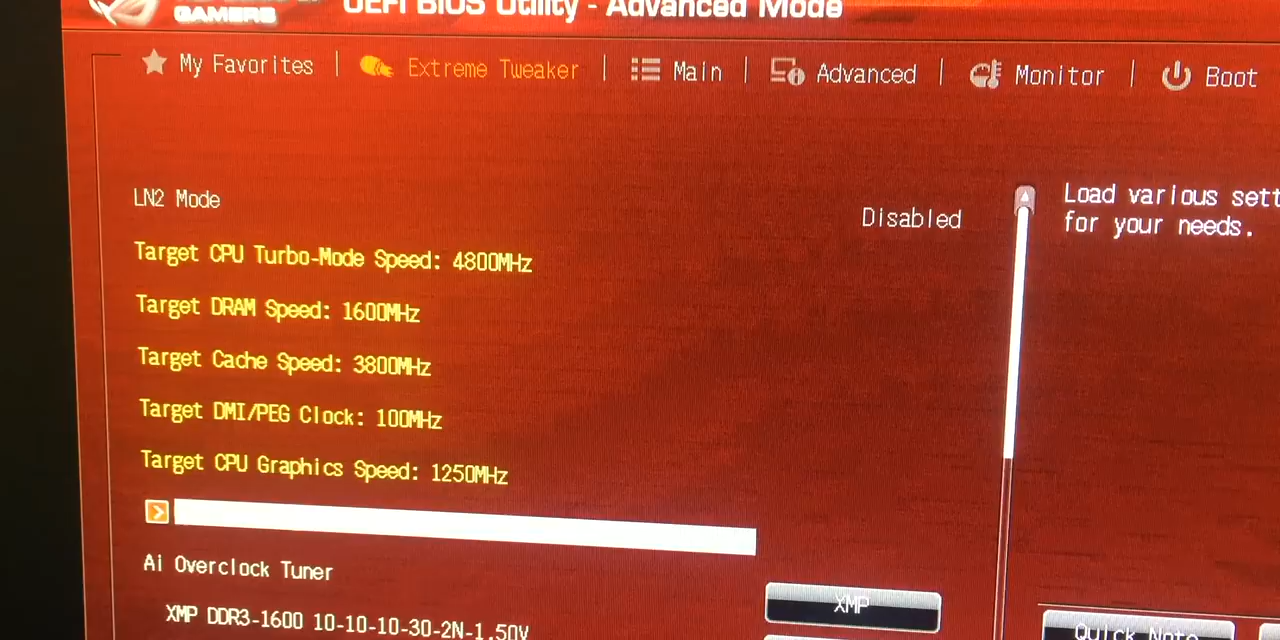 GAMERS
UEFI BIOS Utility - Advanced Mode
My Favorites
Extreme Tweaker
Main
Advanced
Monitor
Boot
LN2 Mode
Disabled
Load various sett
for your needs.
Target CPU Turbo-Mode Speed: 4800MHz
Target DRAM Speed: 1600MHz
Target Cache Speed: 3800MHz
Target DMI/PEG Clock: 100MHz
Target CPU Graphics Speed: 1250MHz
Ai Overclock Tuner
XMP
XMP DDR3-1600 10-10-10-30-2N-1.50V
Quick Note